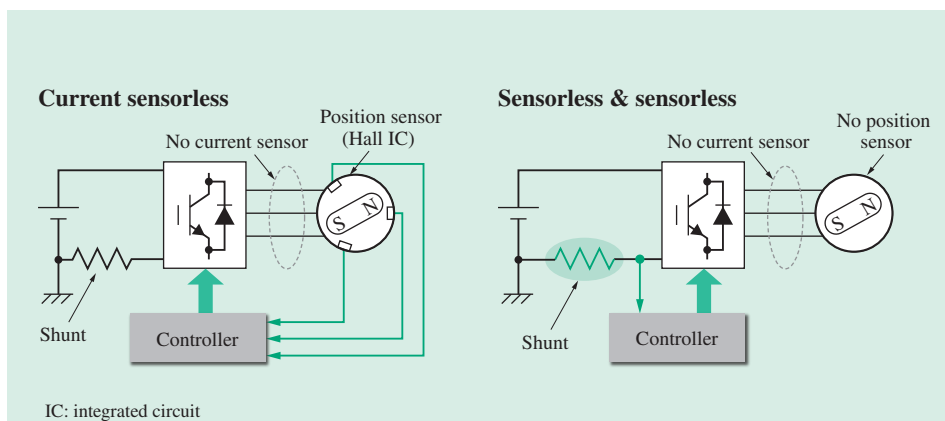 Current sensorless
Position sensor
(Hall IC)
No current sensor
S N
Shunt
Controller
Sensorless & sensorless
No position
sensor
No current sensor
S N
Shunt
Controller
IC: integrated circuit